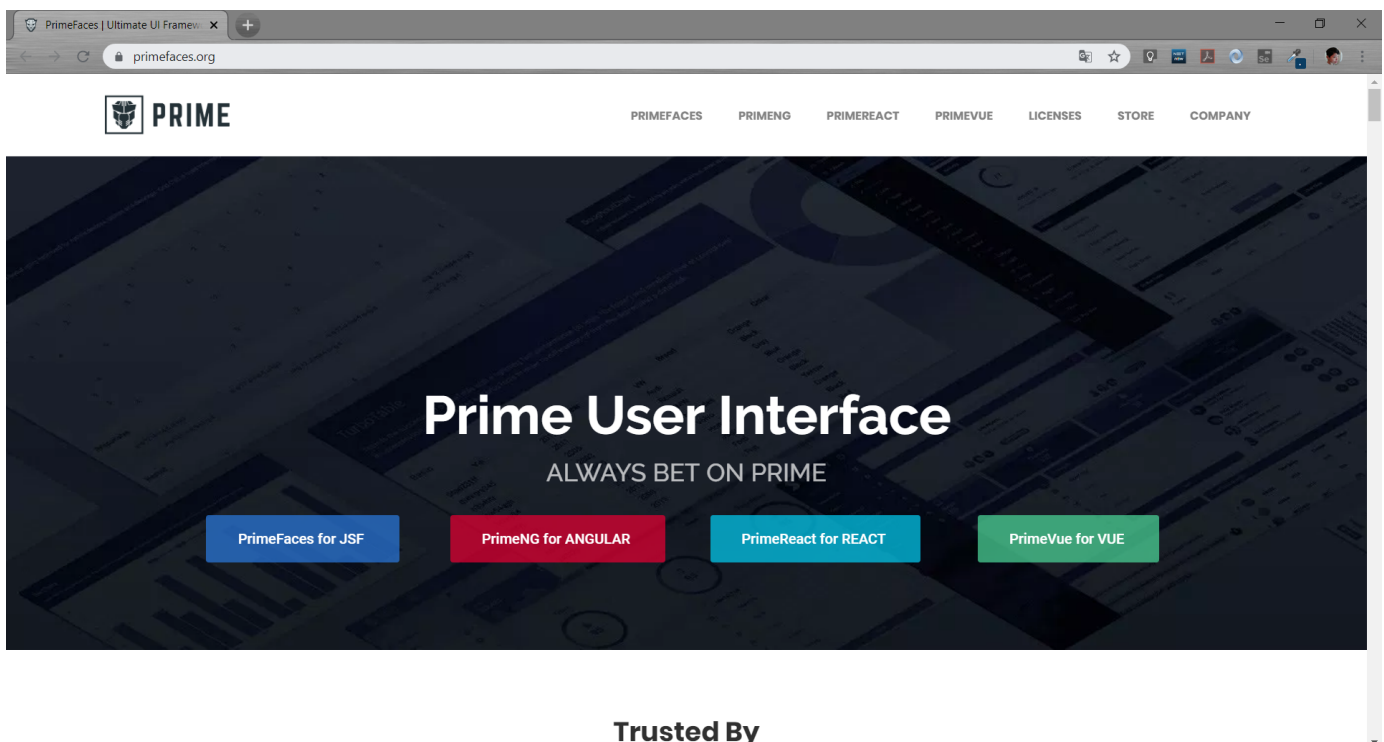 PrimeFaces | Ultimate UI Framew
primefaces.org
PRIME
PRIMEFACES PRIMENG PRIMEREACT PRIMEVUE LICENSES STORE COMPANY
Prime User Interface
ALWAYS BET ON PRIME
PrimeFaces for JSF PrimeNG for ANGULAR PrimeReact for REACT PrimeVue for VUE
Trusted By